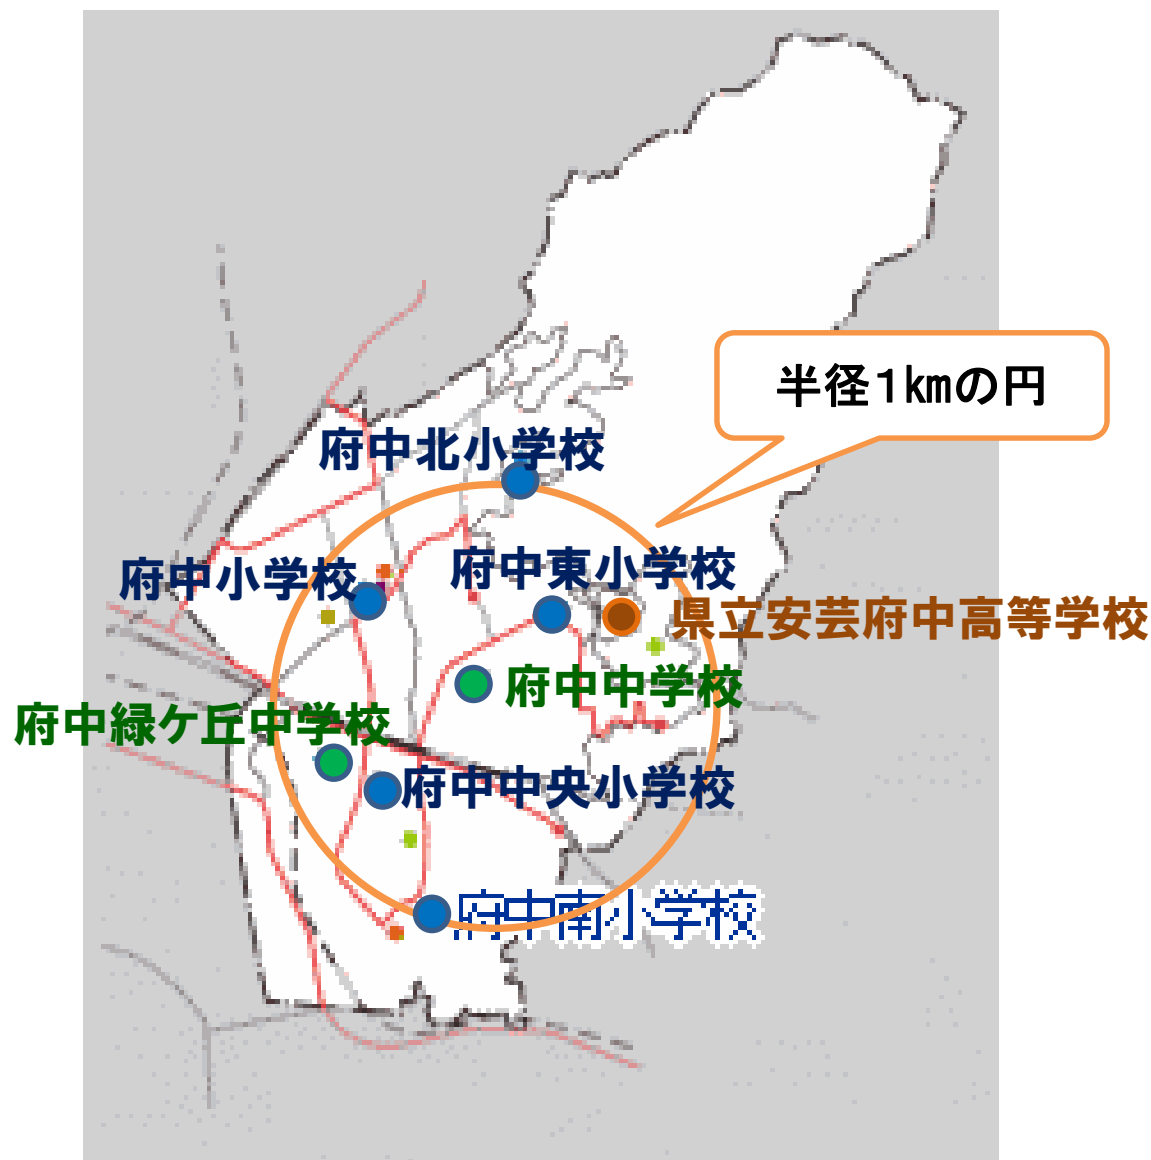 半径１kmの円
府中北小学校
府中東小学校
府中小学校
県立安芸府中高等学校
府中中学校
府中緑ケ丘中学校
府中中央小学校
府中南小学校